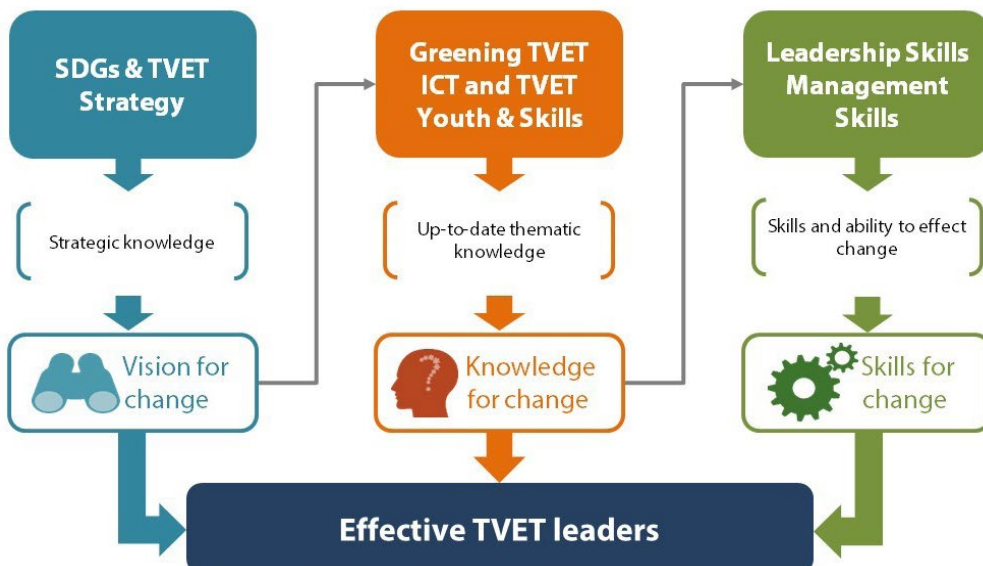 SDGs & TVET
Strategy
Strategic knowledge
Vision for
change
Greening TVET
ICT and TVET
Youth & Skills
Up-to-date thematic
knowledge
Knowledge
for change
Leadership Skills
Management
Skills
Skills and ability to effect
change
Skills for
change
Effective TVET leaders